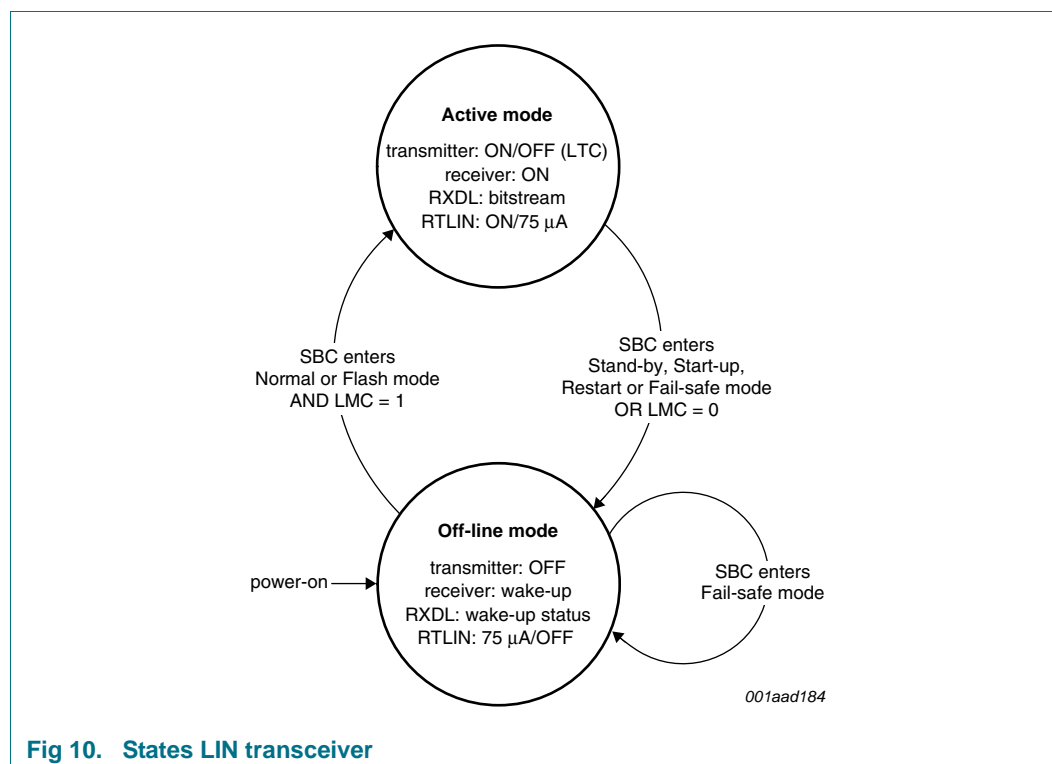 Active mode
transmitter: ON/OFF (LTC)
receiver: ON
RXDL: bitstream
RTLIN: ON/75 μA
SBC enters
Normal or Flash mode
AND LMC = 1
SBC enters
Stand-by, Start-up,
Restart or Fail-safe mode
OR LMC = 0
Off-line mode
transmitter: OFF
receiver: wake-up
RXDL: wake-up status
RTLIN: 75 μA/OFF
power-on
SBC enters
Fail-safe mode
001aad184
Fig 10. States LIN transceiver